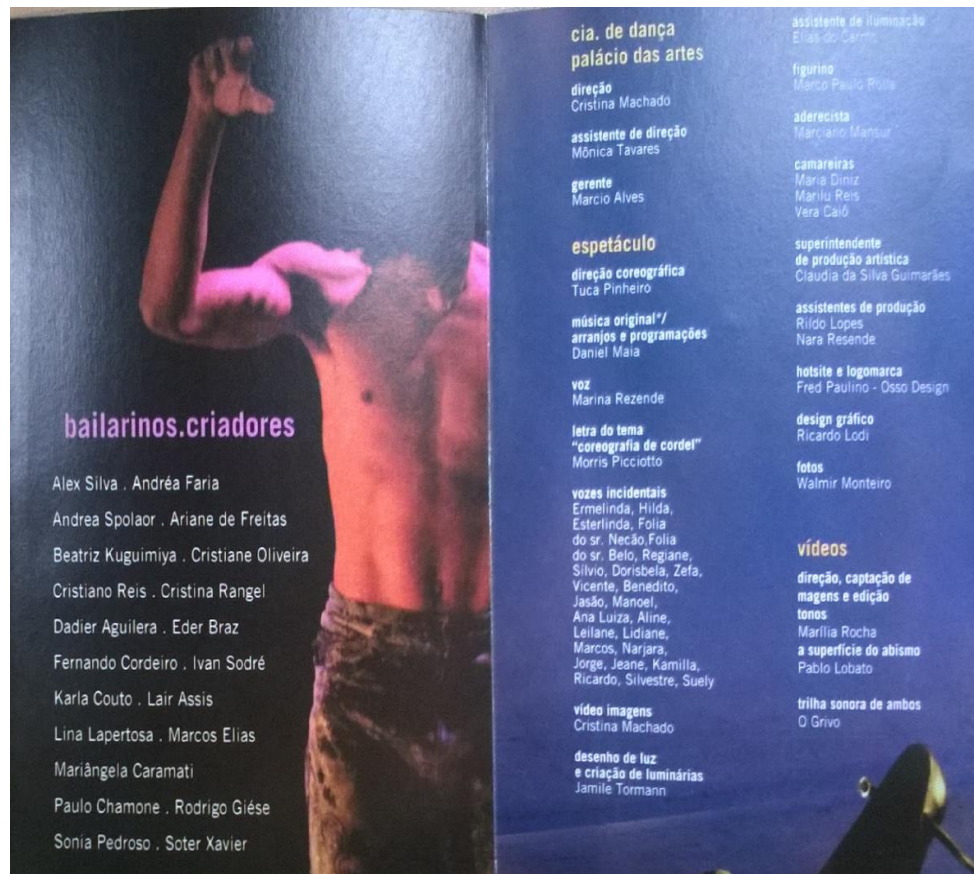 bailarinos.criadores
Alex Silva . Andréa Faria
Andrea Spolaor . Ariane de Freitas
Beatriz Kuguimiya . Cristiane Oliveira
Cristiano Reis . Cristina Rangel
Dadier Aguilera . Eder Braz
Fernando Cordeiro . Ivan Sodré
Karla Couto . Lair Assis
Lina Lapertosa . Marcos Elias
Mariângela Caramati
Paulo Chamone . Rodrigo Giése
Sonia Pedroso . Soter Xavier
cia. de dança
palácio das artes
direção
Cristina Machado
assistente de direção
Mônica Tavares
gerente
Marcio Alves
espetáculo
direção coreográfica
Tuca Pinheiro
música original*/
arranjos e programações
Daniel Maia
voz
Marina Rezende
letra do tema
"coreografia de cordel"
Morris Picciotto
vozes incidentais
Ermelinda, Hilda,
Esterlinda, Folia
do sr. Necão,Folia
do sr. Belo, Regiane,
Silvio, Dorisbela, Zefa,
Vicente, Benedito,
Jasão, Manoel,
Ana Luiza, Aline,
Leilane, Lidiane,
Marcos, Narjara,
Jorge, Jeane, Kamilla,
Ricardo, Silvestre, Suely
vídeo imagens
Cristina Machado
desenho de luz
e criação de luminárias
Jamile Tormann
assistente de iluminação
Elias do Carmo
figurino
Marco Paulo Rolla
aderecista
Marciano Mansur
camareiras
Maria Diniz
Marilu Reis
Vera Caiô
superintendente
de produção artística
Claudia da Silva Guimarães
assistentes de produção
Rildo Lopes
Nara Resende
hotsite e logomarca
Fred Paulino - Osso Design
design gráfico
Ricardo Lodi
fotos
Walmir Monteiro
vídeos
direção, captação de
magens e edição
tonos
Marília Rocha
a superfície do abismo
Pablo Lobato
trilha sonora de ambos
O Grivo